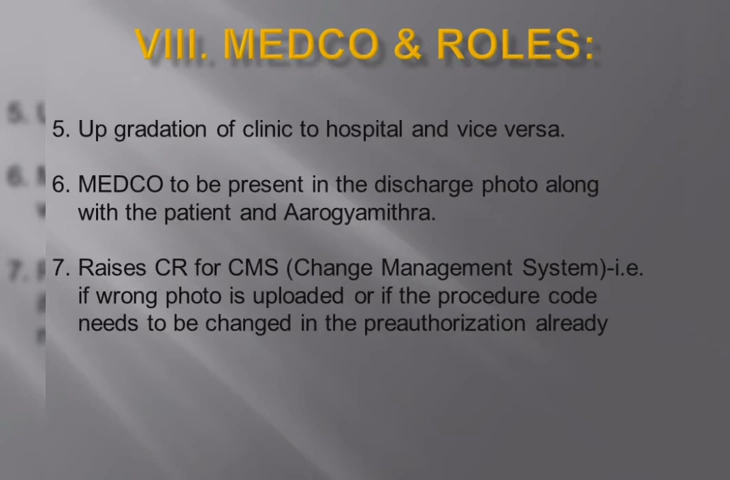 VIII. MEDCO & ROLES:
5. Up gradation of clinic to hospital and vice versa.
6. MEDCO to be present in the discharge photo along
with the patient and Aarogyamithra.
7. Raises CR for CMS (Change Management System)-i.e.
if wrong photo is uploaded or if the procedure code
needs to be changed in the preauthorization already